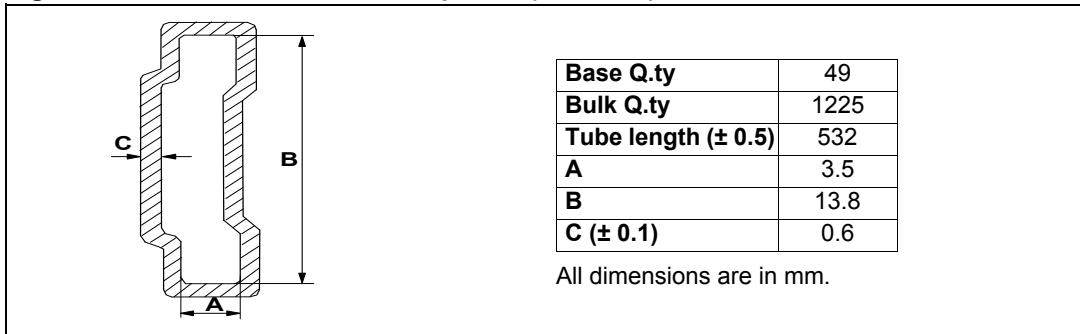 C
B
A
Base Q.ty 49
Bulk Q.ty 1225
Tube length (± 0.5) 532
A 3.5
B 13.8
C (± 0.1) 0.6
All dimensions are in mm.